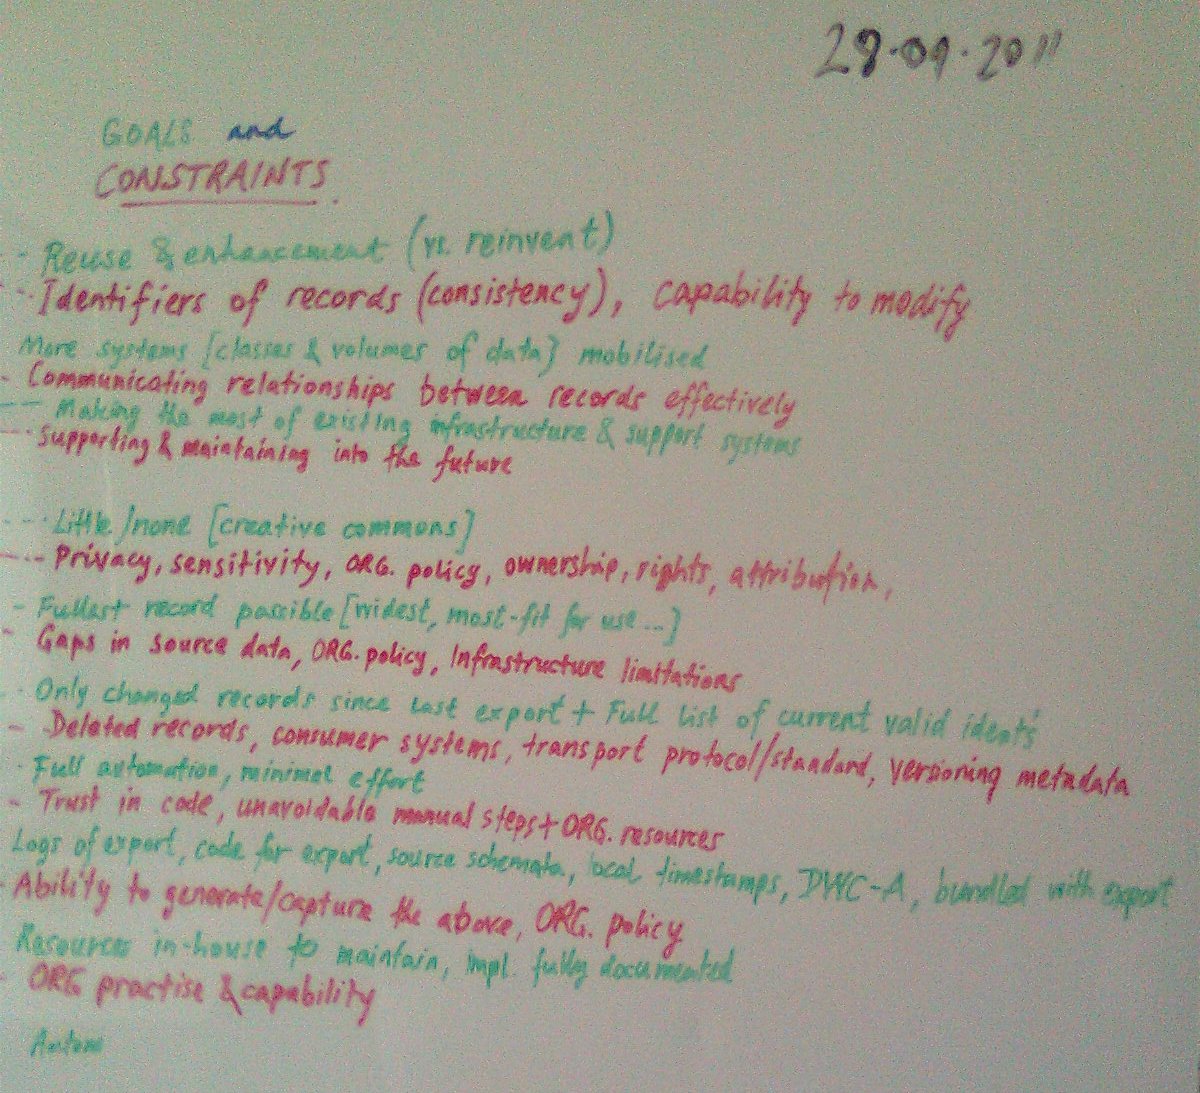 29.09.2011
GOALS and
CONSTRAINTS.
- Reuse & enhancement (vs. reinvent)
- Identifiers of records (consistency), capability to modify
More systems [classes & volumes of data] mobilised
- Communicating relationships between records effectively
- Making the most of existing infrastructure & support systems
- Supporting & maintaining into the future
- Little/none [creative commons]
- Privacy, sensitivity, ORG. policy, ownership, rights, attribution,
- Fullest record possible [widest, most-fit for use...]
- Gaps in source data, ORG. policy, Infrastructure limitations
- Only changed records since last export + Full list of current valid idents'
- Deleted records, consumer systems, transport protocol/standard, versioning metadata
- Full automation, minimal effort
- Trust in code, unavoidable manual steps + ORG. resources
Logs of export, code for export, source schemata, local timestamps, DWC-A, bundled with export
- Ability to generate/capture the above, ORG. policy
Resources in-house to maintain, impl. fully documented
- ORG practise & capability